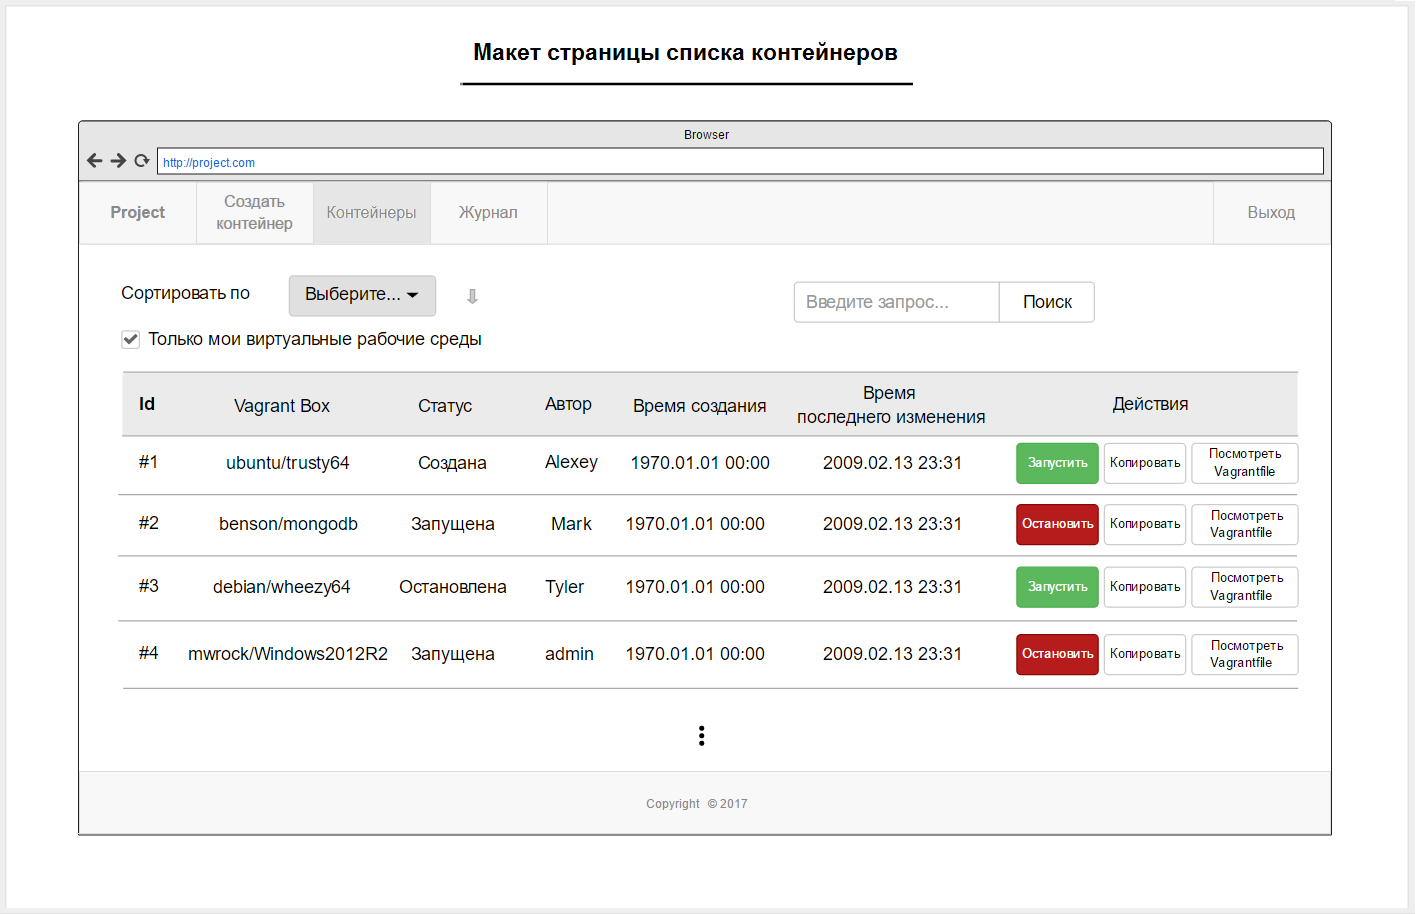 Макет страницы списка контейнеров
Browser
http://project.com
Project
Создать
контейнер
Контейнеры
Журнал
Выход
Сортировать по
Выберите...
Введите запрос...
Поиск
Только мои виртуальные рабочие среды
Id
Vagrant Box
Статус
Автор
Время создания
Время
последнего изменения
Действия
#1
ubuntu/trusty64
Создана
Alexey
1970.01.01 00:00
2009.02.13 23:31
Запустить
Копировать
Посмотреть
Vagrantfile
#2
benson/mongodb
Запущена
Mark
1970.01.01 00:00
2009.02.13 23:31
Остановить
Копировать
Посмотреть
Vagrantfile
#3
debian/wheezy64
Остановлена
Tyler
1970.01.01 00:00
2009.02.13 23:31
Запустить
Копировать
Посмотреть
Vagrantfile
#4
mwrock/Windows2012R2
Запущена
admin
1970.01.01 00:00
2009.02.13 23:31
Остановить
Копировать
Посмотреть
Vagrantfile
Copyright © 2017